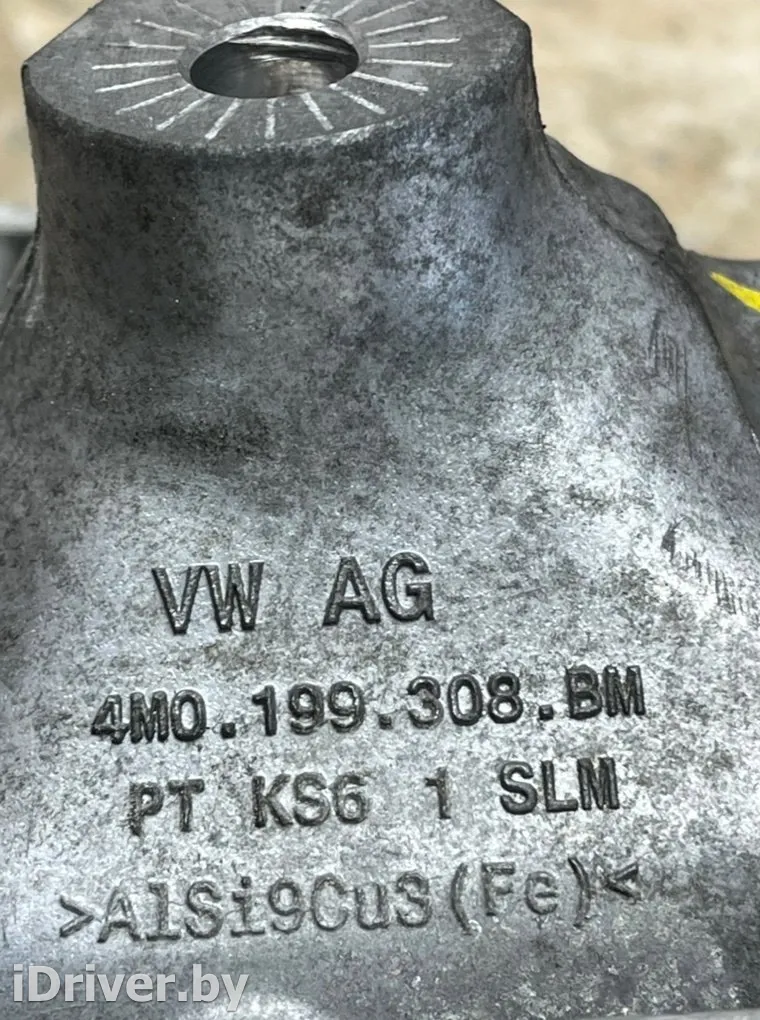 VW AG
4M0.199.308.BM
PT KS6 1 SLM
>AlSi9Cu3(Fe)<
iDriver.by